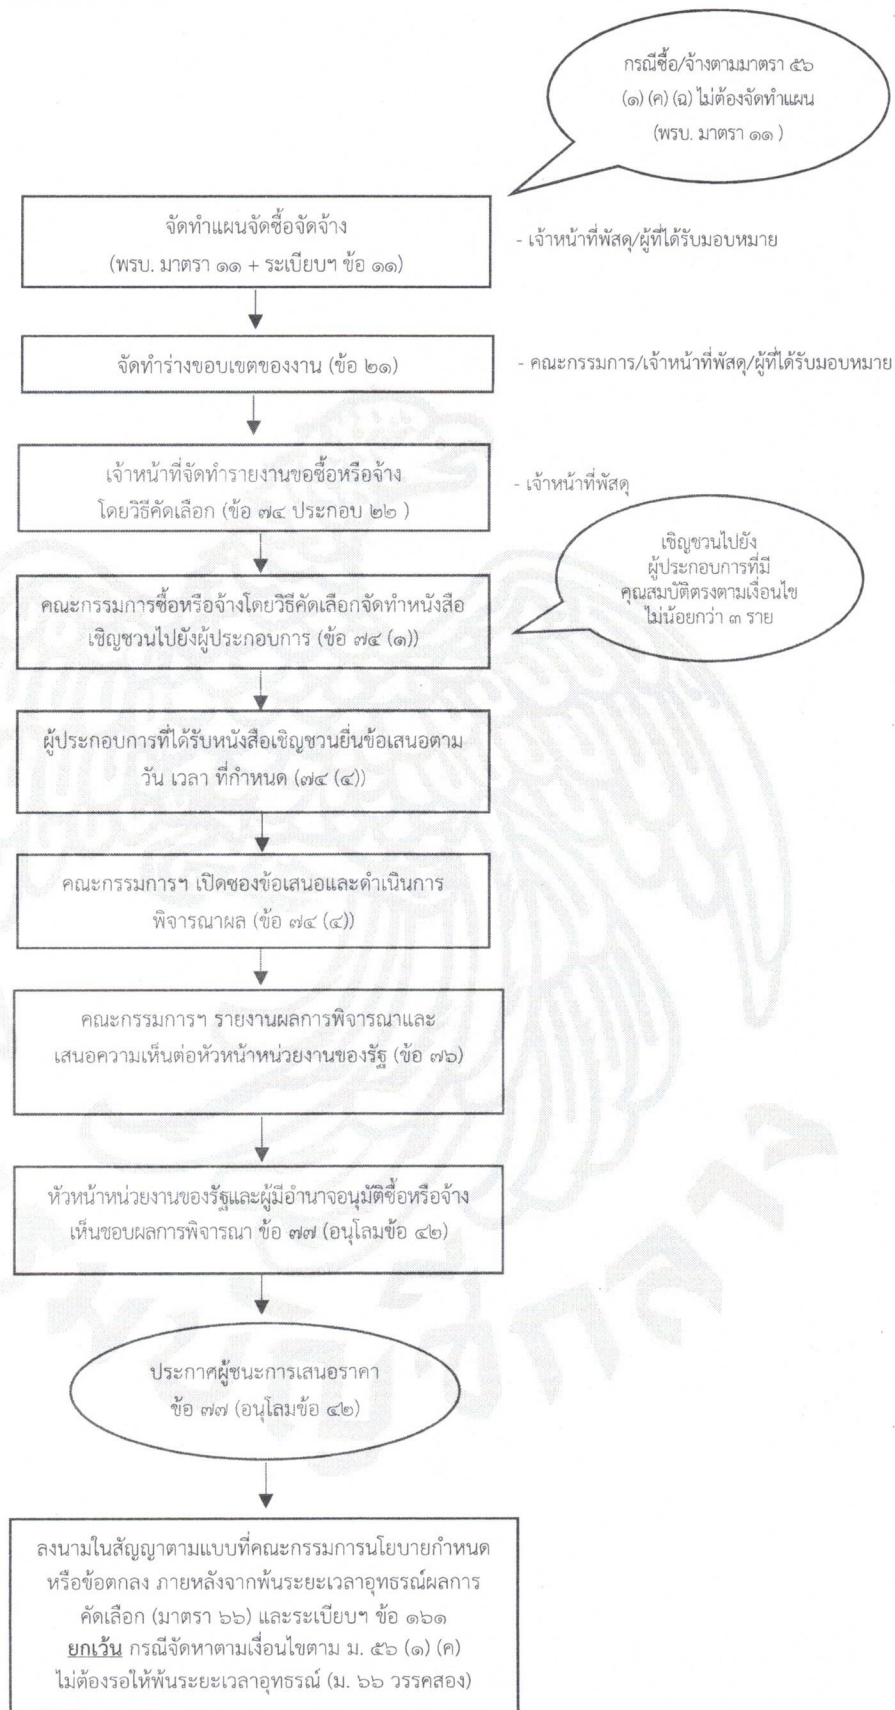 กรณีซื้อ/จ้างตามมาตรา ๕๖
(๑) (ค) (ฉ) ไม่ต้องจัดทำแผน
(พรบ. มาตรา ๑๑ )
จัดทำแผนจัดซื้อจัดจ้าง
(พรบ. มาตรา ๑๑ + ระเบียบฯ ข้อ ๑๑)
- เจ้าหน้าที่พัสดุ/ผู้ที่ได้รับมอบหมาย
จัดทำร่างขอบเขตของงาน (ข้อ ๒๑)
- คณะกรรมการ/เจ้าหน้าที่พัสดุ/ผู้ที่ได้รับมอบหมาย
เจ้าหน้าที่จัดทำรายงานขอซื้อหรือจ้าง
โดยวิธีคัดเลือก (ข้อ ๗๔ ประกอบ ๒๒ )
- เจ้าหน้าที่พัสดุ
เชิญชวนไปยัง
ผู้ประกอบการที่มี
คุณสมบัติตรงตามเงื่อนไข
ไม่น้อยกว่า ๓ ราย
คณะกรรมการซื้อหรือจ้างโดยวิธีคัดเลือกจัดทำหนังสือ
เชิญชวนไปยังผู้ประกอบการ (ข้อ ๗๔ (๑))
ผู้ประกอบการที่ได้รับหนังสือเชิญชวนยื่นข้อเสนอตาม
วัน เวลา ที่กำหนด (๗๔ (๔))
คณะกรรมการฯ เปิดซองข้อเสนอและดำเนินการ
พิจารณาผล (ข้อ ๗๔ (๔))
คณะกรรมการฯ รายงานผลการพิจารณาและ
เสนอความเห็นต่อหัวหน้าหน่วยงานของรัฐ (ข้อ ๗๖)
หัวหน้าหน่วยงานของรัฐและผู้มีอำนาจอนุมัติซื้อหรือจ้าง
เห็นชอบผลการพิจารณา ข้อ ๗๗ (อนุโลมข้อ ๔๒)
ประกาศผู้ชนะการเสนอราคา
ข้อ ๗๗ (อนุโลมข้อ ๔๒)
ลงนามในสัญญาตามแบบที่คณะกรรมการนโยบายกำหนด
หรือข้อตกลง ภายหลังจากพ้นระยะเวลาอุทธรณ์ผลการ
คัดเลือก (มาตรา ๖๖) และระเบียบฯ ข้อ ๑๖๑
ยกเว้น กรณีจัดหาตามเงื่อนไขตาม ม. ๕๖ (๑) (ค)
ไม่ต้องรอให้พ้นระยะเวลาอุทธรณ์ (ม. ๖๖ วรรคสอง)